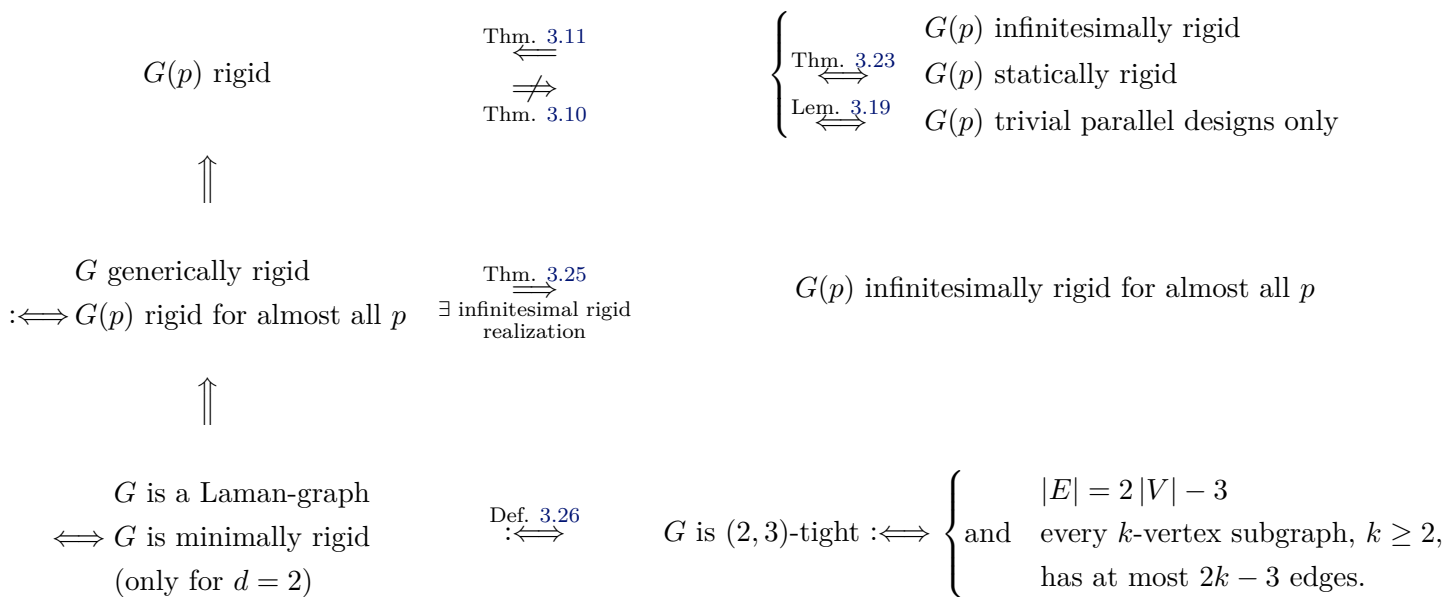 G(p) rigid
Thm. 3.11
⟸
⇏
Thm. 3.10
{ G(p) infinitesimally rigid
Thm. 3.23 ⟺ G(p) statically rigid
Lem. 3.19 ⟺ G(p) trivial parallel designs only
⇑
G generically rigid
:⟺ G(p) rigid for almost all p
Thm. 3.25
⟹
∃ infinitesimal rigid
realization
G(p) infinitesimally rigid for almost all p
⇑
G is a Laman-graph
⟺ G is minimally rigid
(only for d = 2)
Def. 3.26
:⟺
G is (2, 3)-tight :⟺ {
|E| = 2 |V| − 3
and every k-vertex subgraph, k ≥ 2,
has at most 2k − 3 edges.